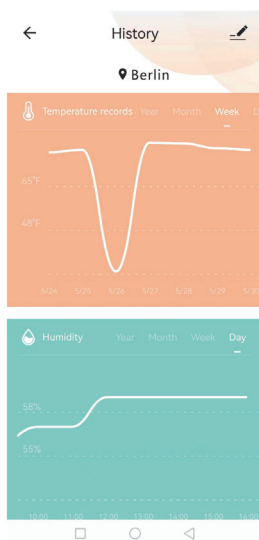 History
Berlin
Temperature records Year Month Week D
65°F
48°F
5/24 5/25 5/26 5/27 5/28 5/29 5/30
Humidity Year Month Week Day
58%
55%
10:00 11:00 12:00 13:00 14:00 15:00 16:00